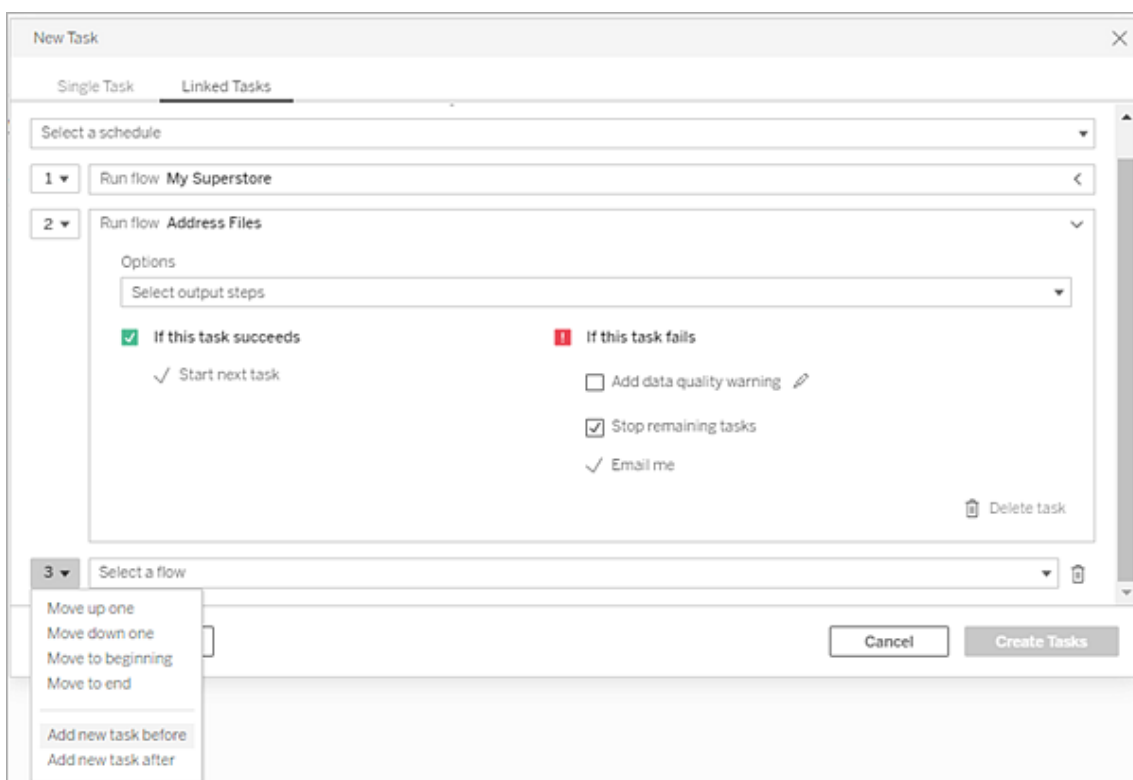 New Task
Single Task Linked Tasks
Select a schedule
1 Run flow My Superstore
2 Run flow Address Files
Options
Select output steps
If this task succeeds If this task fails
Start next task
Add data quality warning
Stop remaining tasks
Email me
Delete task
3 Select a flow
Move up one
Move down one
Move to beginning
Move to end
Cancel Create Tasks
Add new task before
Add new task after